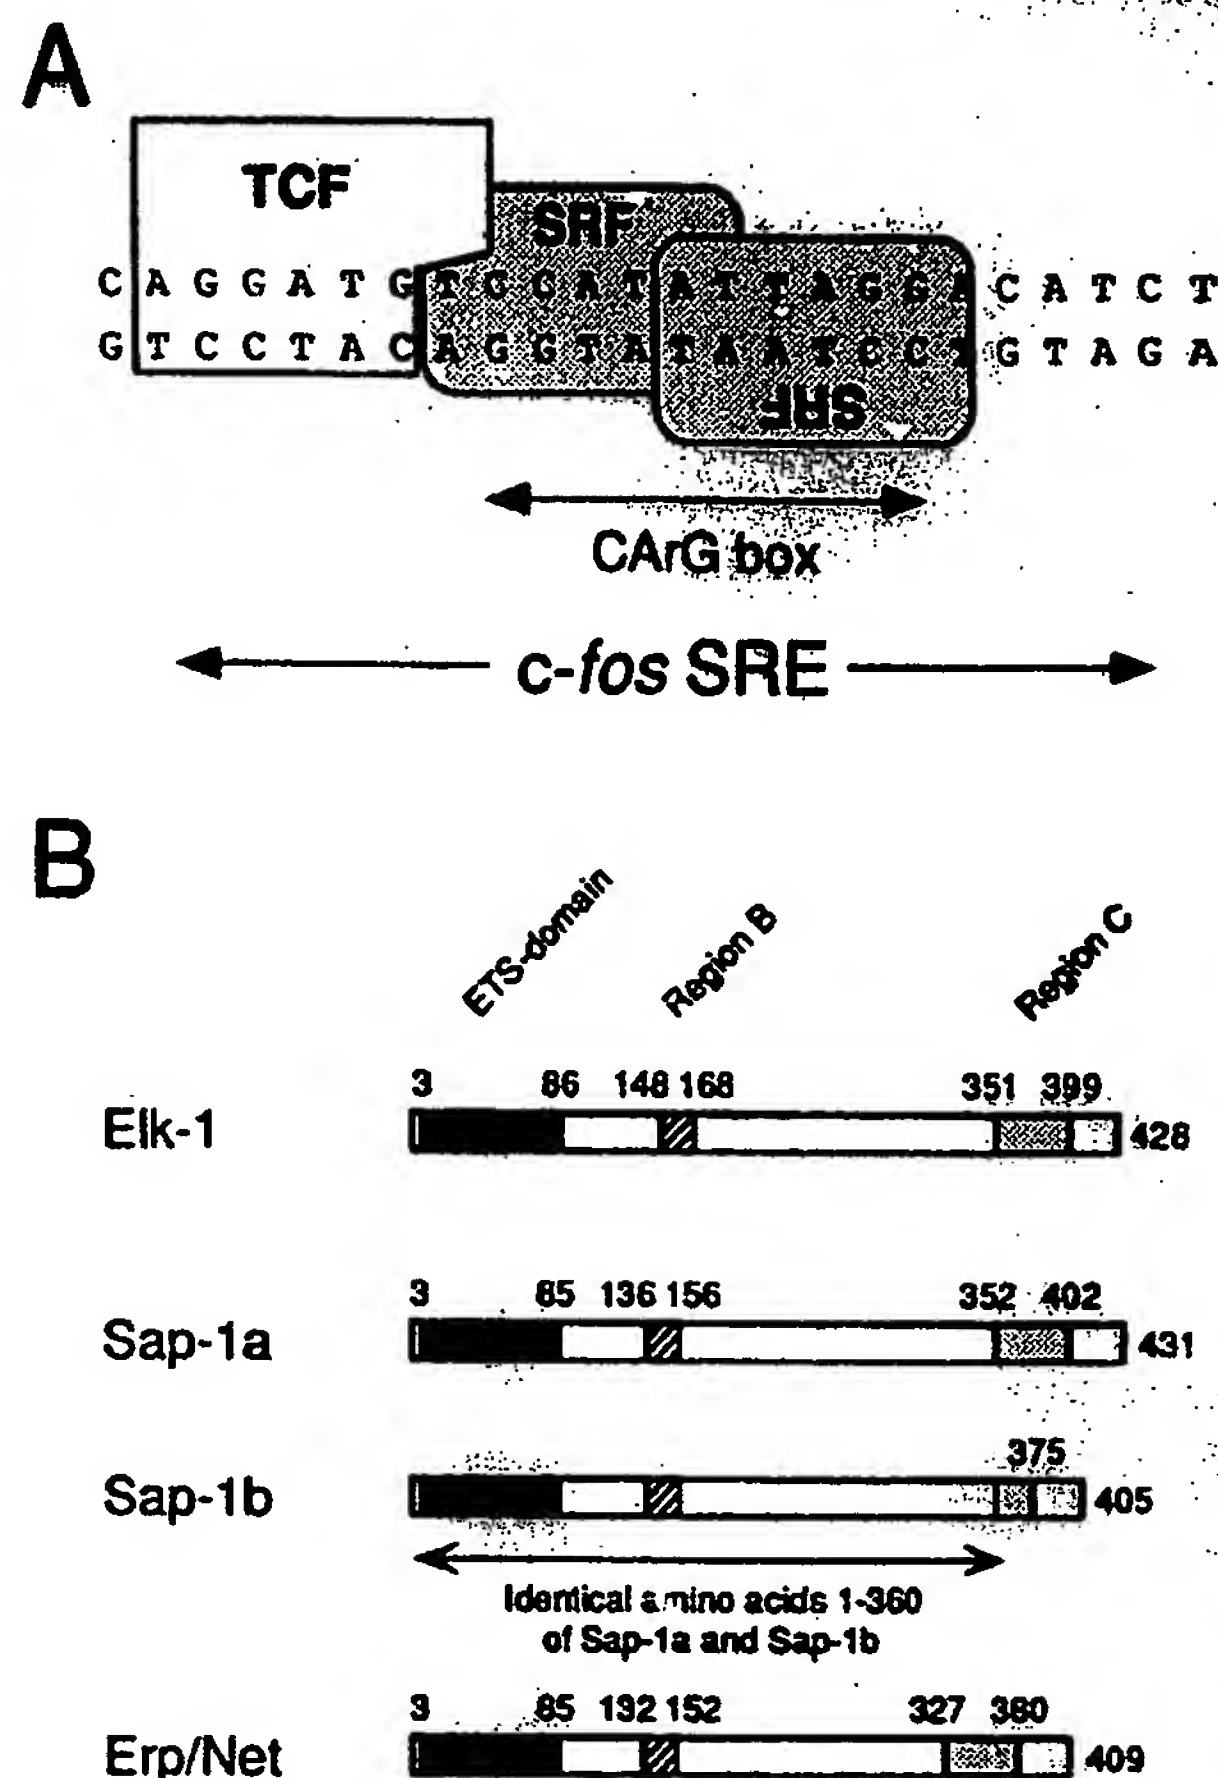 A
TCF
SRF
C A G G A T G T C C A T A T T A G G A C A T C T
G T C C T A C A G G T A T A A T C C T G T A G A
SRF
CArG box
c-fos SRE
B
ETS-domain
Region B
Region C
3 86 148 168 351 399
Elk-1 428
3 85 136 156 352 402
Sap-1a 431
375
Sap-1b 405
Identical amino acids 1-360
of Sap-1a and Sap-1b
3 85 132 152 327 380
Erp/Net 409